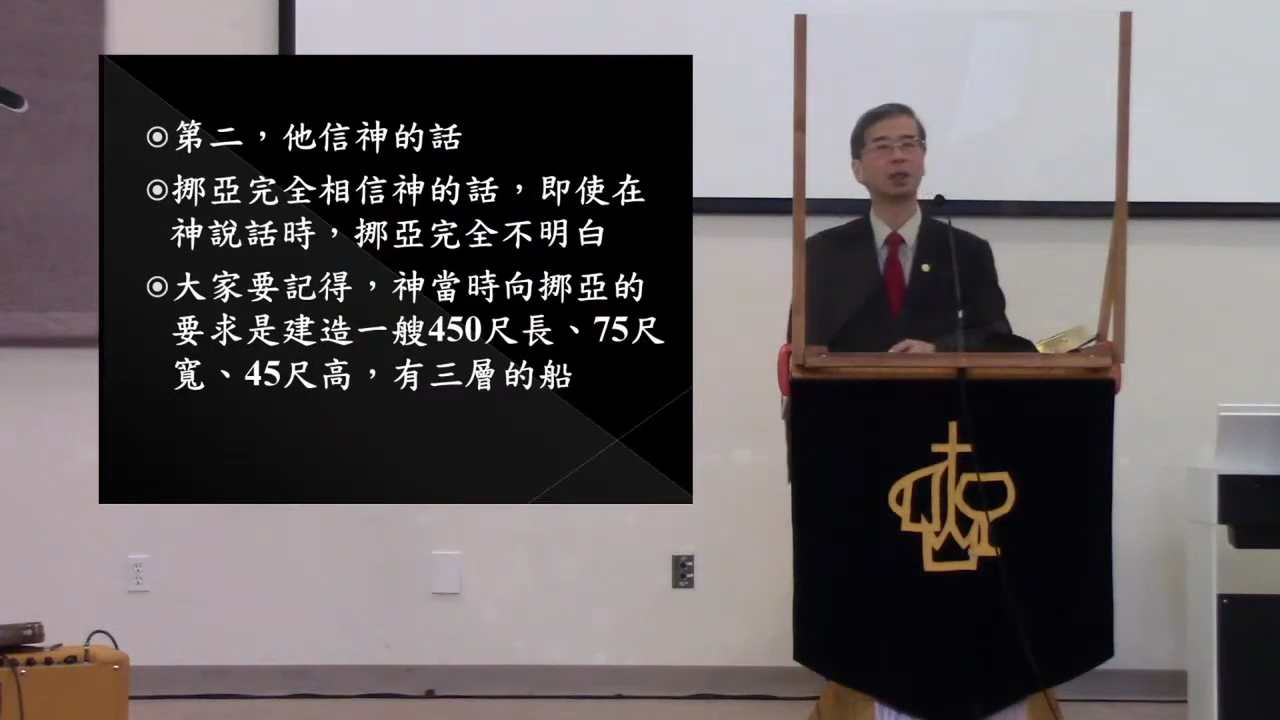 第二，他信神的話
挪亞完全相信神的話，即使在
神說話時，挪亞完全不明白
大家要記得，神當時向挪亞的
要求是建造一艘450尺長、75尺
寬、45尺高，有三層的船